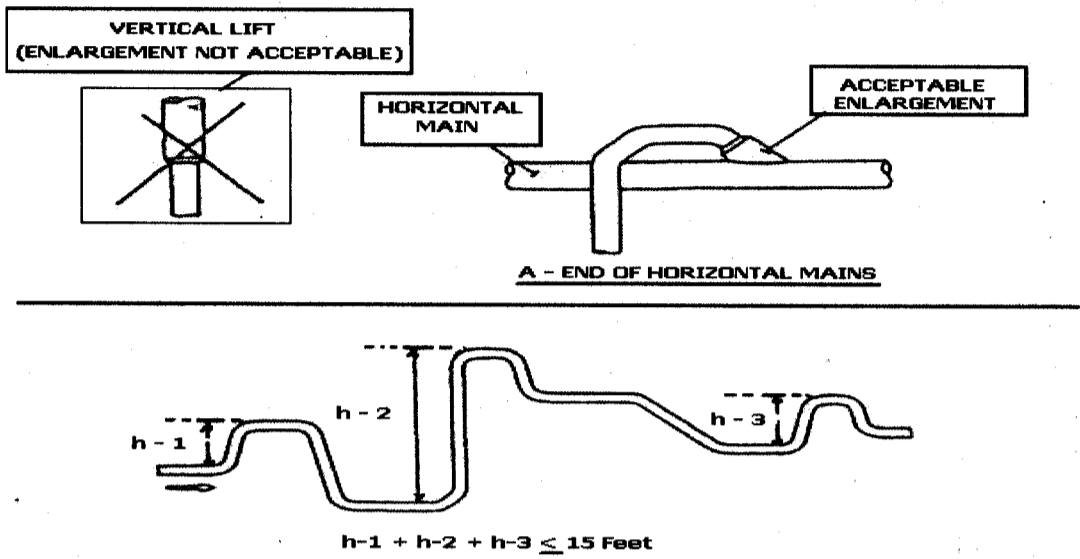 VERTICAL LIFT
(ENLARGEMENT NOT ACCEPTABLE)
HORIZONTAL
MAIN
ACCEPTABLE
ENLARGEMENT
A - END OF HORIZONTAL MAINS
h - 1
h - 2
h - 3
h-1 + h-2 + h-3 ≤ 15 Feet